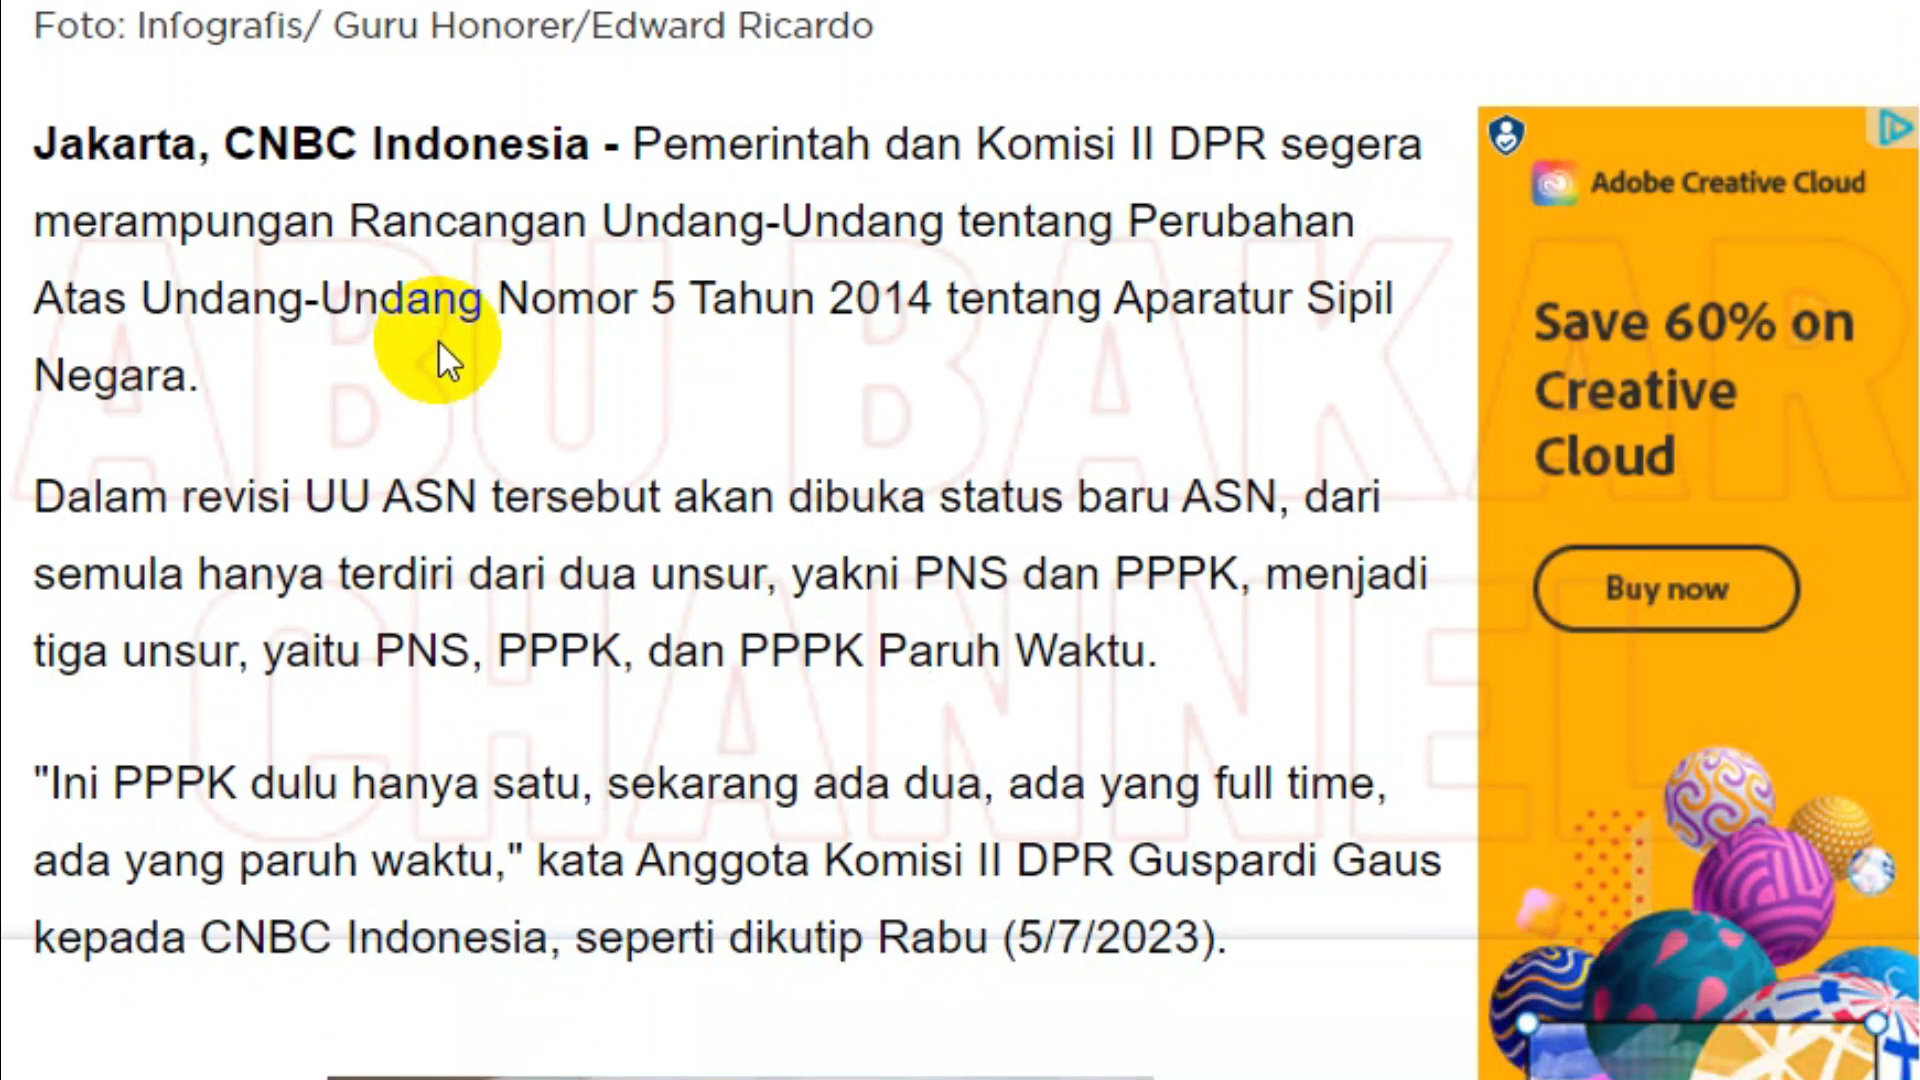 Foto: Infografis/ Guru Honorer/Edward Ricardo
Jakarta, CNBC Indonesia - Pemerintah dan Komisi II DPR segera
merampungan Rancangan Undang-Undang tentang Perubahan
Atas Undang-Undang Nomor 5 Tahun 2014 tentang Aparatur Sipil
Negara.
Dalam revisi UU ASN tersebut akan dibuka status baru ASN, dari
semula hanya terdiri dari dua unsur, yakni PNS dan PPPK, menjadi
tiga unsur, yaitu PNS, PPPK, dan PPPK Paruh Waktu.
"Ini PPPK dulu hanya satu, sekarang ada dua, ada yang full time,
ada yang paruh waktu," kata Anggota Komisi II DPR Guspardi Gaus
kepada CNBC Indonesia, seperti dikutip Rabu (5/7/2023).
ABU BAKAR
CHANNEL
Adobe Creative Cloud
Save 60% on
Creative
Cloud
Buy now